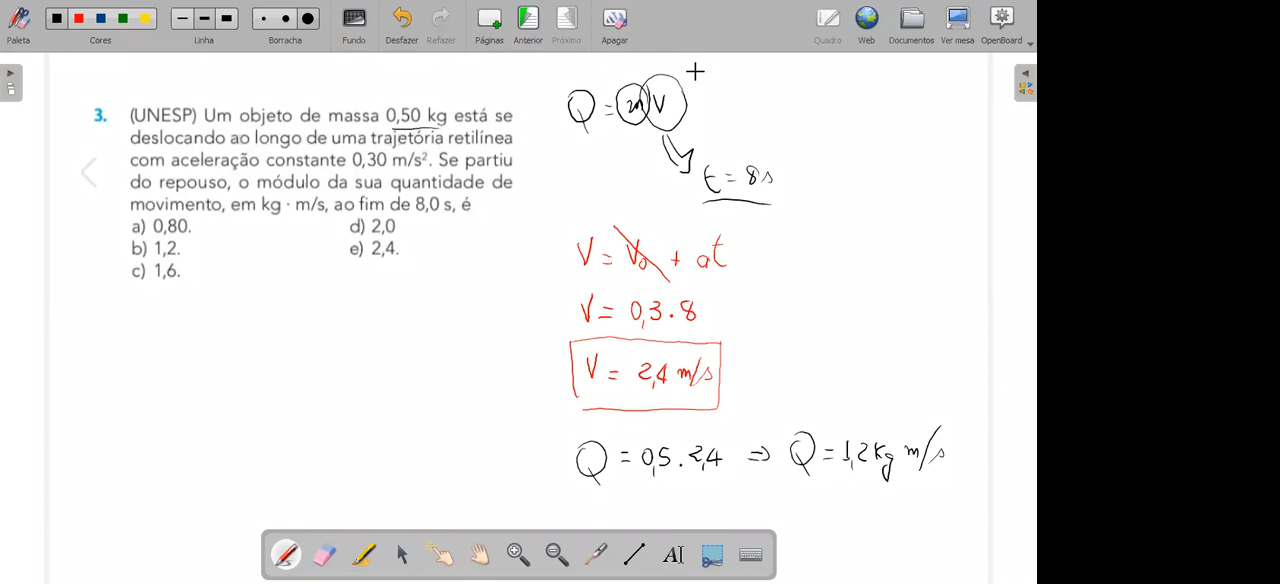 Paleta Cores Linha Borracha Fundo Desfazer Refazer Páginas Anterior Próximo Apagar Quadro Web Documentos Ver mesa OpenBoard
3. (UNESP) Um objeto de massa 0,50 kg está se
deslocando ao longo de uma trajetória retilínea
com aceleração constante 0,30 m/s². Se partiu
do repouso, o módulo da sua quantidade de
movimento, em kg · m/s, ao fim de 8,0 s, é
a) 0,80. d) 2,0
b) 1,2. e) 2,4.
c) 1,6.
Q = m V
t = 8 s
V = V₀ + at
V = 0,3 . 8
V = 2,4 m/s
Q = 0,5 . 2,4 ⇒ Q = 1,2 kg m/s
AI